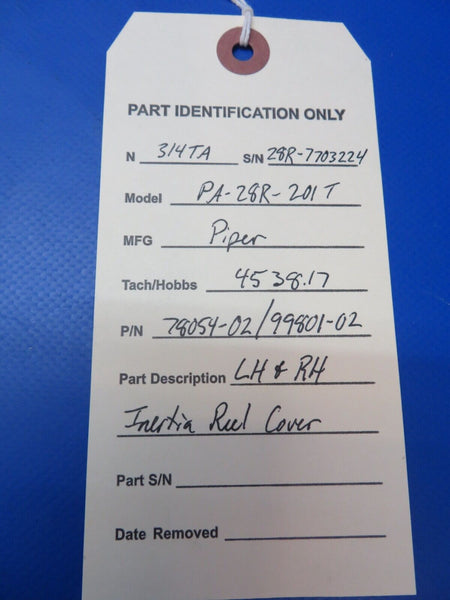 PART IDENTIFICATION ONLY
N 314TA S/N 28R-7703224
Model PA-28R-201T
MFG Piper
Tach/Hobbs 4538.17
P/N 78054-02/99801-02
Part Description LH & RH
Inertia Reel Cover
Part S/N
Date Removed